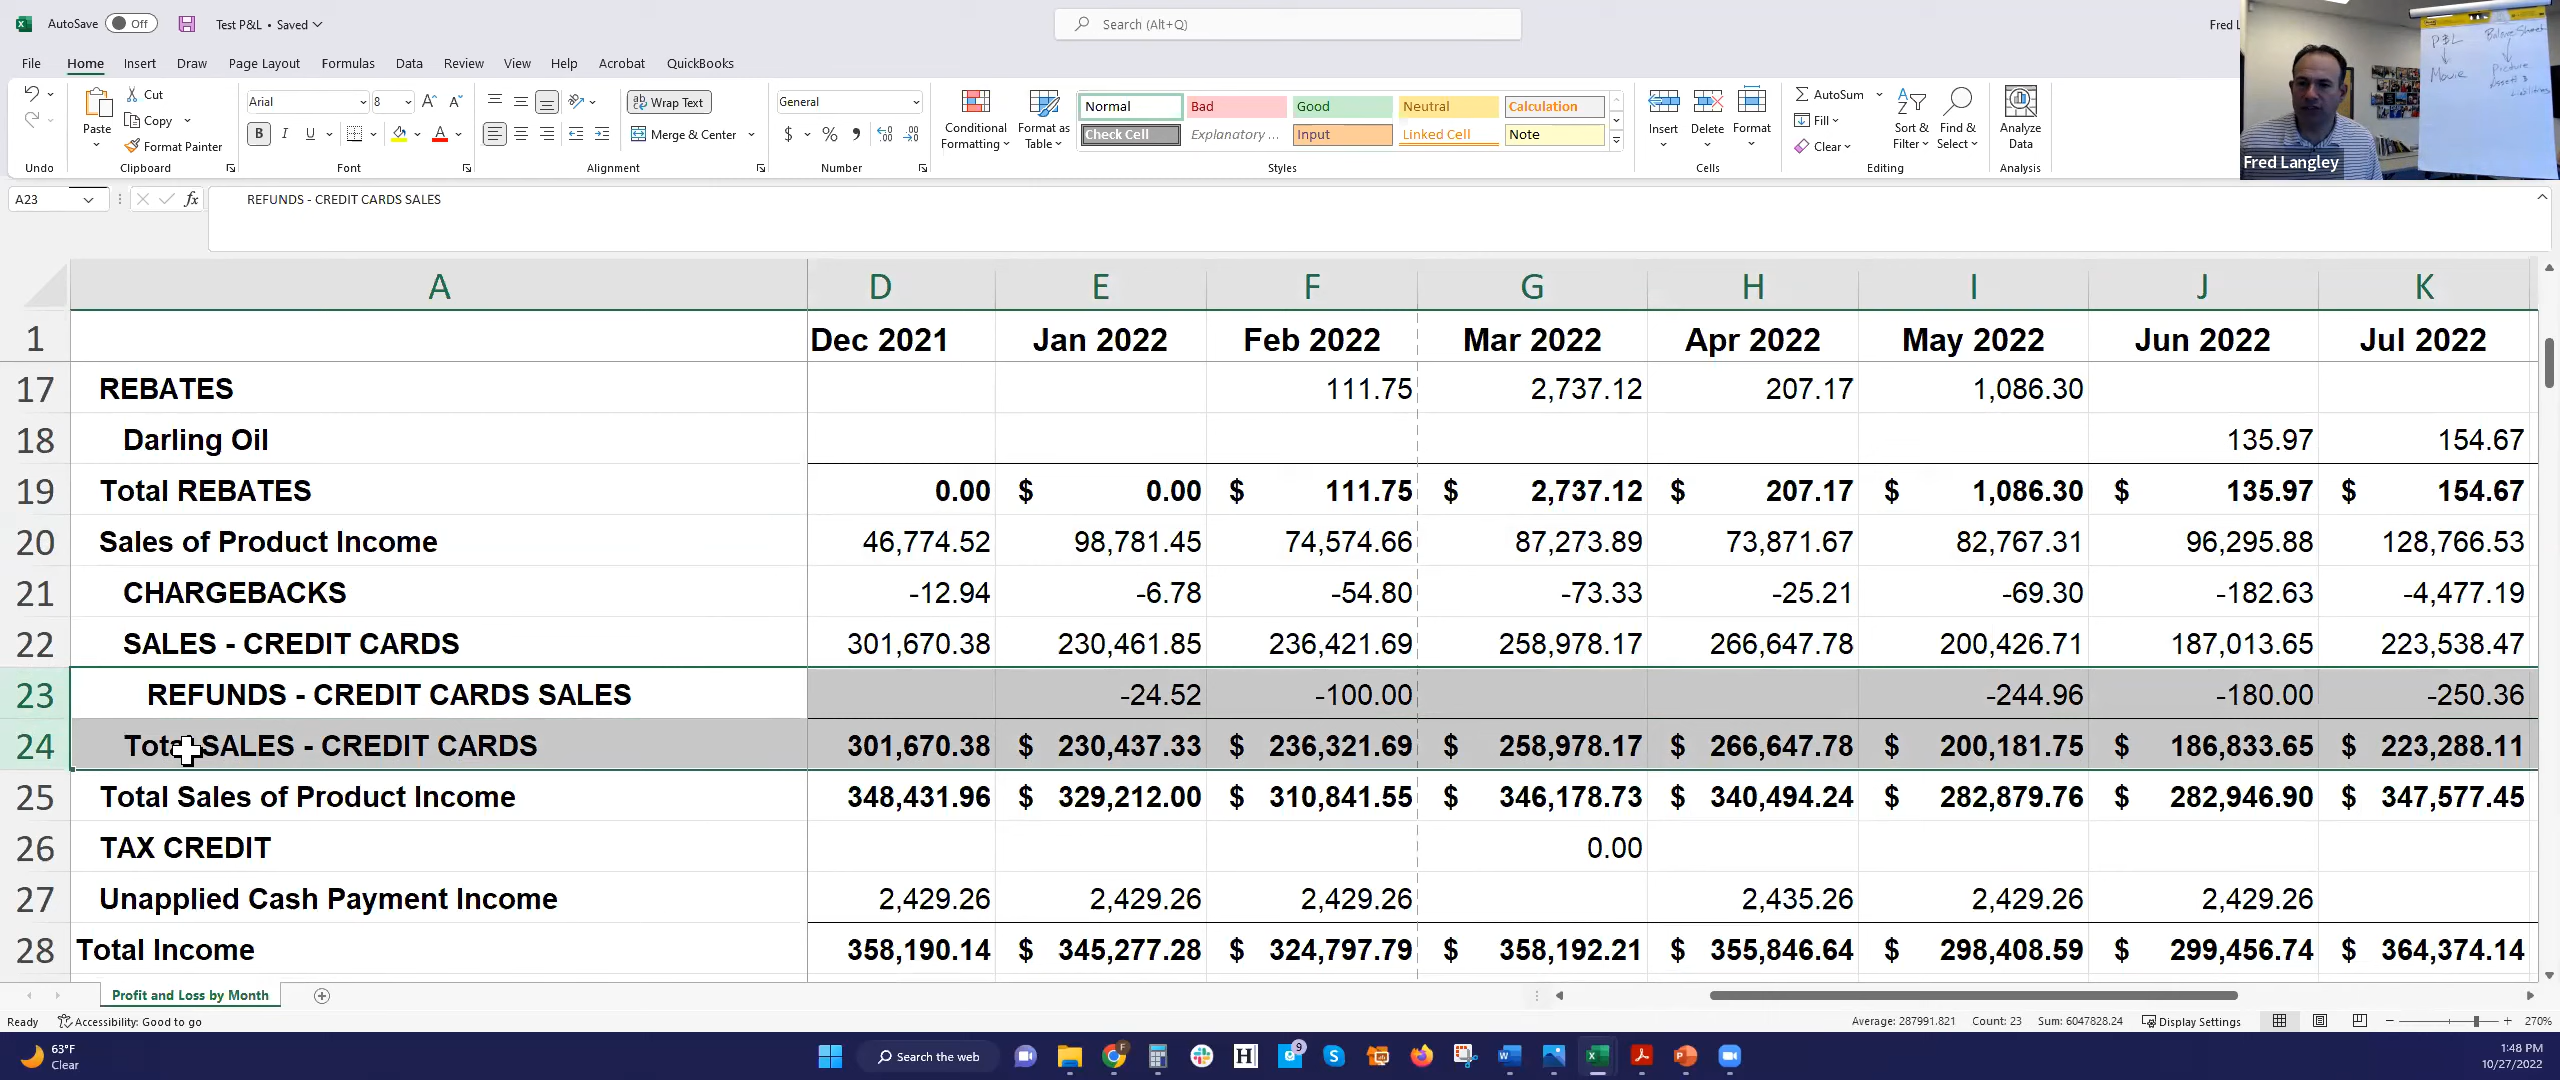 AutoSave Off Test P&L • Saved Search (Alt+Q) Fred L
File Home Insert Draw Page Layout Formulas Data Review View Help Acrobat QuickBooks
Cut
Copy
Format Painter
Paste
Arial 8
B I U
Wrap Text
Merge & Center
General
$ % 9
Conditional Formatting
Format as Table
Normal Bad Good Neutral Calculation
Check Cell Explanatory ... Input Linked Cell Note
Insert Delete Format
AutoSum
Fill
Clear
Sort & Filter
Find & Select
Analyze Data
Undo Clipboard Font Alignment Number Styles Cells Editing Analysis
P&L Balance Sheet
Movie Picture
Fred Langley
A23 fx REFUNDS - CREDIT CARDS SALES
A D E F G H I J K
1 Dec 2021 Jan 2022 Feb 2022 Mar 2022 Apr 2022 May 2022 Jun 2022 Jul 2022
17 REBATES 111.75 2,737.12 207.17 1,086.30
18 Darling Oil 135.97 154.67
19 Total REBATES 0.00 $ 0.00 $ 111.75 $ 2,737.12 $ 207.17 $ 1,086.30 $ 135.97 $ 154.67
20 Sales of Product Income 46,774.52 98,781.45 74,574.66 87,273.89 73,871.67 82,767.31 96,295.88 128,766.53
21 CHARGEBACKS -12.94 -6.78 -54.80 -73.33 -25.21 -69.30 -182.63 -4,477.19
22 SALES - CREDIT CARDS 301,670.38 230,461.85 236,421.69 258,978.17 266,647.78 200,426.71 187,013.65 223,538.47
23 REFUNDS - CREDIT CARDS SALES -24.52 -100.00 -244.96 -180.00 -250.36
24 Total SALES - CREDIT CARDS 301,670.38 $ 230,437.33 $ 236,321.69 $ 258,978.17 $ 266,647.78 $ 200,181.75 $ 186,833.65 $ 223,288.11
25 Total Sales of Product Income 348,431.96 $ 329,212.00 $ 310,841.55 $ 346,178.73 $ 340,494.24 $ 282,879.76 $ 282,946.90 $ 347,577.45
26 TAX CREDIT 0.00
27 Unapplied Cash Payment Income 2,429.26 2,429.26 2,429.26 2,435.26 2,429.26 2,429.26
28 Total Income 358,190.14 $ 345,277.28 $ 324,797.79 $ 358,192.21 $ 355,846.64 $ 298,408.59 $ 299,456.74 $ 364,374.14
Profit and Loss by Month
Ready Accessibility: Good to go Average: 287991.821 Count: 23 Sum: 6047828.24 Display Settings 270%
63°F
Clear
Search the web
9
1:48 PM
10/27/2022